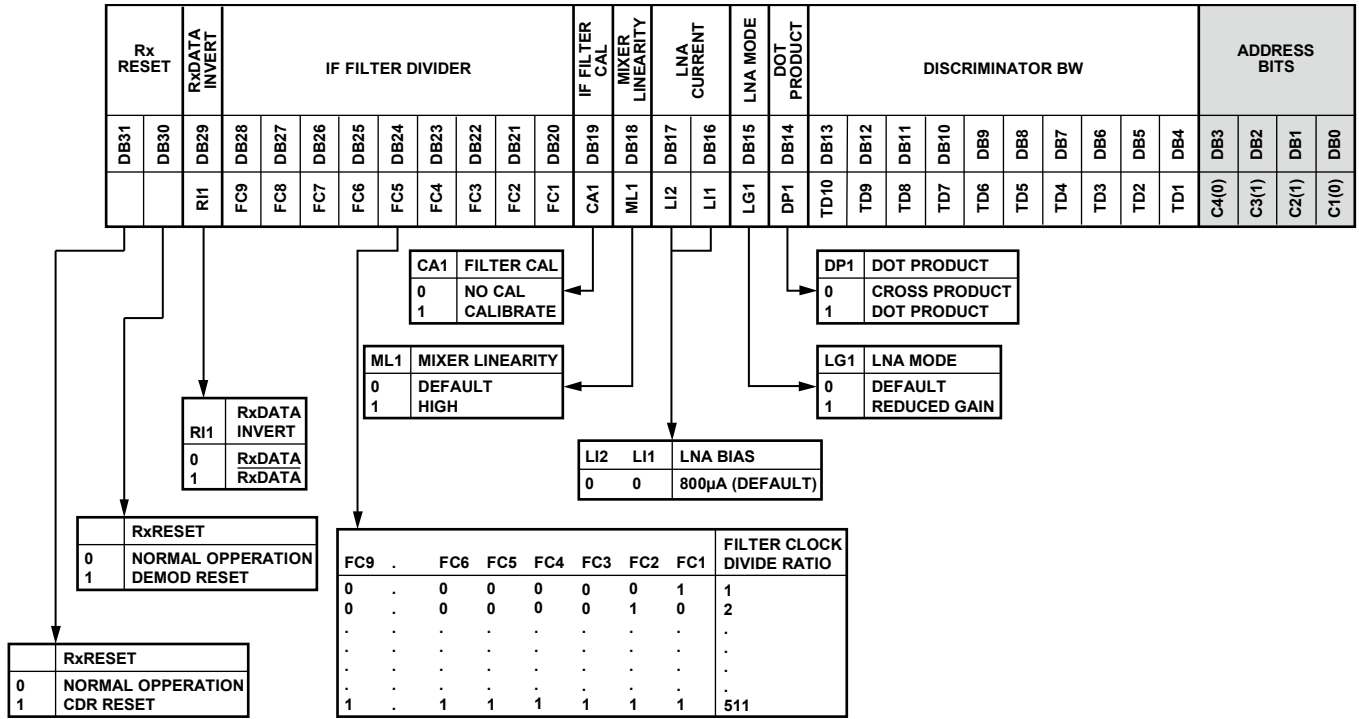 Rx
RESET
RxDATA
INVERT
IF FILTER DIVIDER
IF FILTER
CAL
MIXER
LINEARITY
LNA
CURRENT
LNA MODE
DOT
PRODUCT
DISCRIMINATOR BW
ADDRESS
BITS
DB31 DB30 DB29 DB28 DB27 DB26 DB25 DB24 DB23 DB22 DB21 DB20 DB19 DB18 DB17 DB16 DB15 DB14 DB13 DB12 DB11 DB10 DB9 DB8 DB7 DB6 DB5 DB4 DB3 DB2 DB1 DB0
RI1 FC9 FC8 FC7 FC6 FC5 FC4 FC3 FC2 FC1 CA1 ML1 LI2 LI1 LG1 DP1 TD10 TD9 TD8 TD7 TD6 TD5 TD4 TD3 TD2 TD1 C4(0) C3(1) C2(1) C1(0)
CA1 FILTER CAL
0 NO CAL
1 CALIBRATE
DP1 DOT PRODUCT
0 CROSS PRODUCT
1 DOT PRODUCT
ML1 MIXER LINEARITY
0 DEFAULT
1 HIGH
LG1 LNA MODE
0 DEFAULT
1 REDUCED GAIN
RI1 RxDATA
INVERT
0 RxDATA
1 RxDATA
LI2 LI1 LNA BIAS
0 0 800µA (DEFAULT)
RxRESET
0 NORMAL OPPERATION
1 DEMOD RESET
FC9 . FC6 FC5 FC4 FC3 FC2 FC1 FILTER CLOCK
DIVIDE RATIO
0 . 0 0 0 0 0 1 1
0 . 0 0 0 0 1 0 2
. . . . . . . . .
. . . . . . . . .
. . . . . . . . .
. . . . . . . . .
1 . 1 1 1 1 1 1 511
RxRESET
0 NORMAL OPPERATION
1 CDR RESET